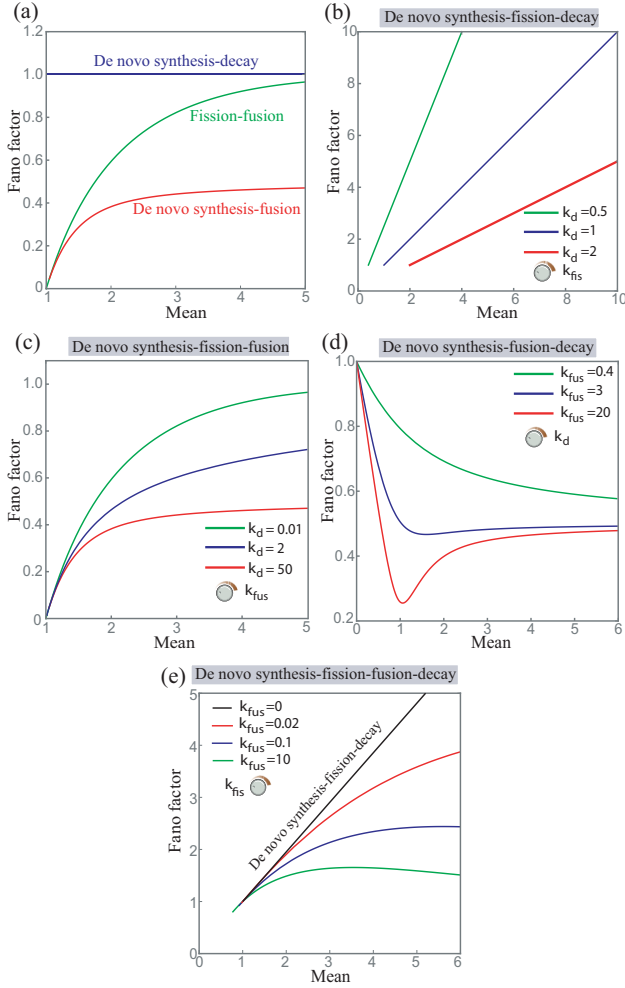 (a)
1.2
1.0
0.8
0.6
0.4
0.2
0
De novo synthesis-decay
Fission-fusion
De novo synthesis-fusion
1
2
3
4
5
Mean
Fano factor
(b)
De novo synthesis-fission-decay
10
8
6
4
2
0
k_d =0.5
k_d =1
k_d =2
k_fis
0
2
4
6
8
10
Mean
Fano factor
(c)
De novo synthesis-fission-fusion
1.0
0.8
0.6
0.4
0.2
0
k_d = 0.01
k_d = 2
k_d = 50
k_fus
1
2
3
4
5
Mean
Fano factor
(d)
De novo synthesis-fusion-decay
1.0
0.8
0.6
0.4
0.2
k_fus =0.4
k_fus =3
k_fus =20
k_d
0
1
2
3
4
5
6
Mean
Fano factor
(e)
De novo synthesis-fission-fusion-decay
5
4
3
2
1
0
k_fus =0
k_fus =0.02
k_fus =0.1
k_fus =10
k_fis
De novo synthesis-fission-decay
0
1
2
3
4
5
6
Mean
Fano factor